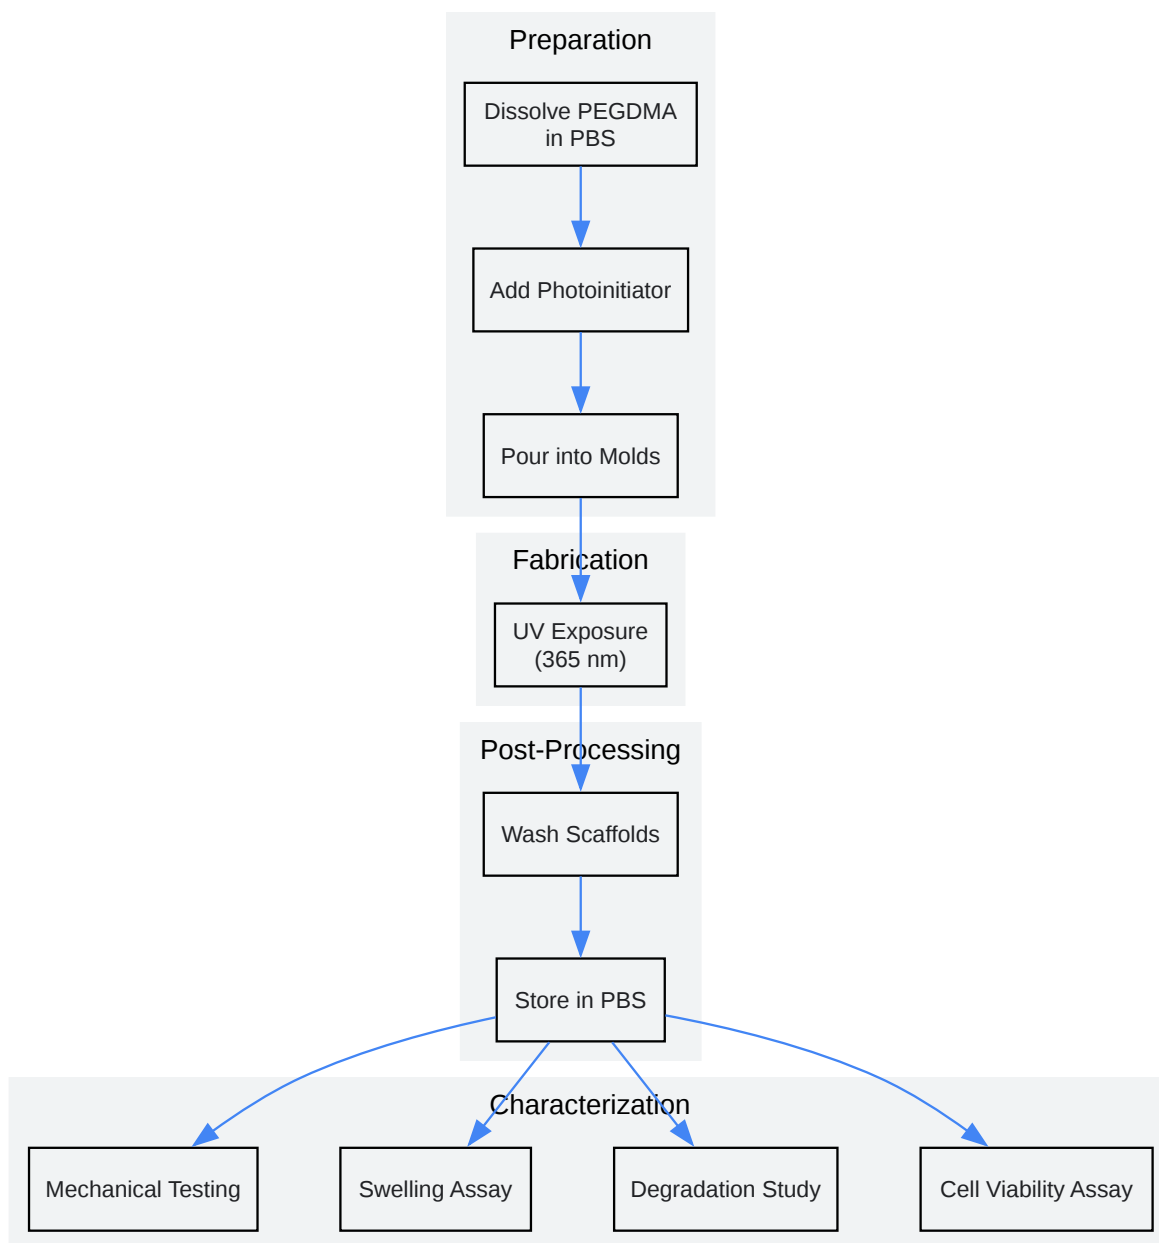 Preparation
Dissolve PEGDMA
in PBS
Add Photoinitiator
Pour into Molds
Fabrication
UV Exposure
(365 nm)
Post-Processing
Wash Scaffolds
Store in PBS
Characterization
Mechanical Testing
Swelling Assay
Degradation Study
Cell Viability Assay